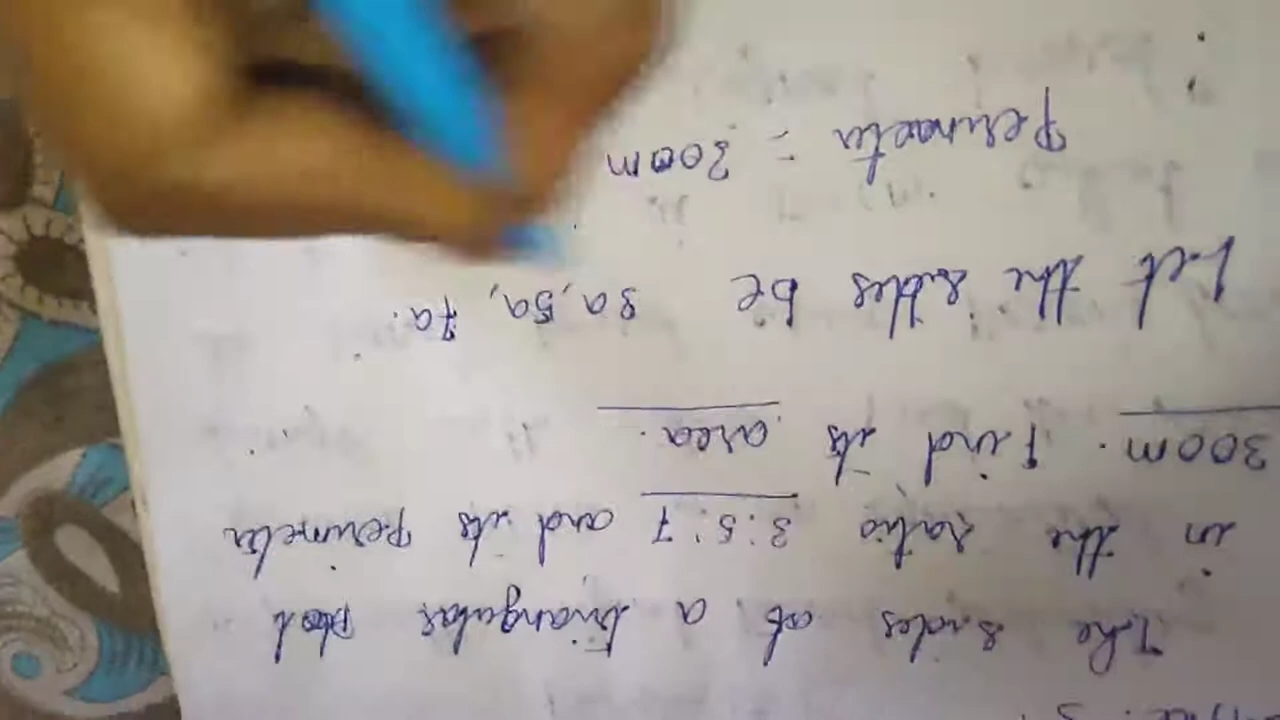 The sides of a triangular plot
in the ratio 3:5:7 and its perimeter
300m. Find its area.
Let the sides be 3a, 5a, 7a.
Perimeter = 300m